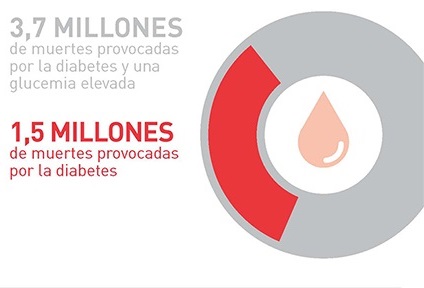 3,7 MILLONES
de muertes provocadas
por la diabetes y una
glucemia elevada
1,5 MILLONES
de muertes provocadas
por la diabetes